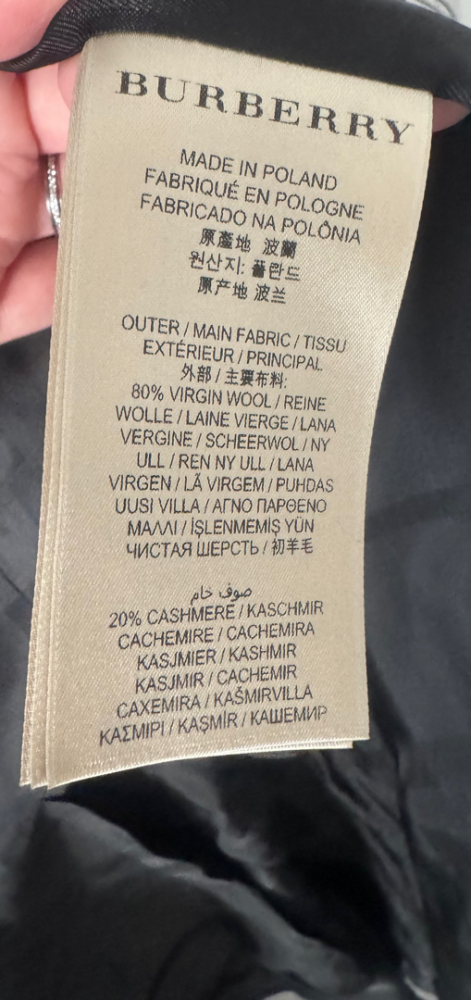 BURBERRY
MADE IN POLAND
FABRIQUÉ EN POLOGNE
FABRICADO NA POLÔNIA
原產地 波蘭
원산지: 폴란드
原产地 波兰
OUTER / MAIN FABRIC / TISSU
EXTÉRIEUR / PRINCIPAL
外部 / 主要布料:
80% VIRGIN WOOL / REINE
WOLLE / LAINE VIERGE / LANA
VERGINE / SCHEERWOL / NY
ULL / REN NY ULL / LANA
VIRGEN / LÃ VIRGEM / PUHDAS
UUSI VILLA / ΑΓΝΟ ΠΑΡΘΕΝΟ
ΜΑΛΛΙ / İŞLENMEMİŞ YÜN
ЧИСТАЯ ШЕРСТЬ / 初羊毛
صوف خام
20% CASHMERE / KASCHMIR
CACHEMIRE / CACHEMIRA
KASJMIER / KASHMIR
KASJMIR / CACHEMIR
CAXEMIRA / KAŠMIRVILLA
ΚΑΣΜΙΡΙ / KAŞMİR / КАШЕМИР